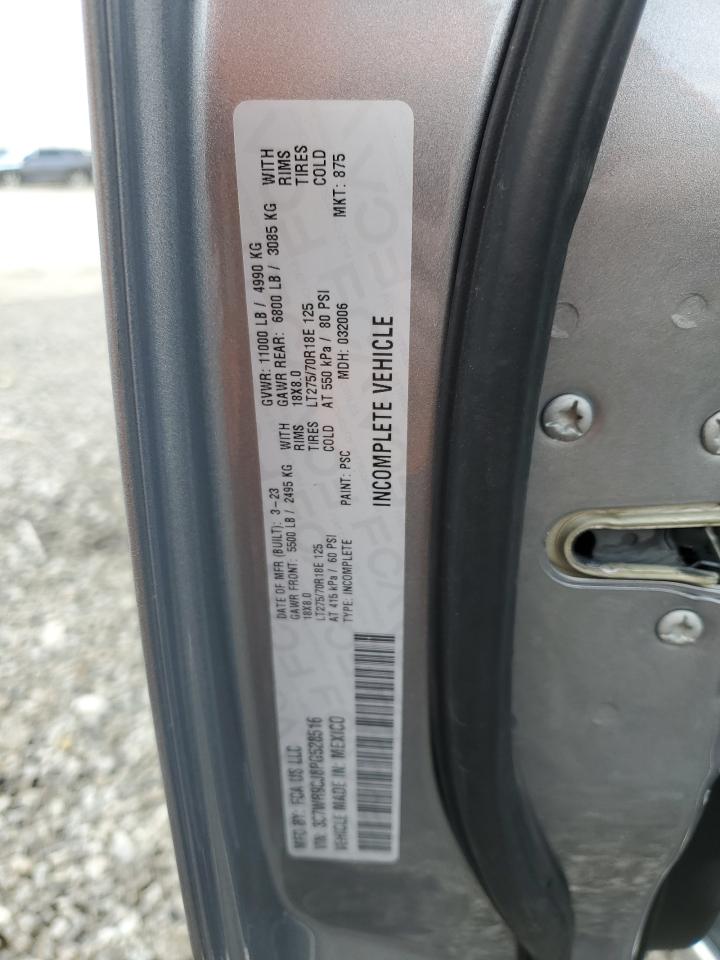 MFD BY: FCA US LLC
DATE OF MFR (BUILT): 3-23
GVWR: 11000 LB / 4990 KG
GAWR FRONT: 5500 LB / 2495 KG WITH
GAWR REAR: 6800 LB / 3085 KG WITH
18X8.0 RIMS
18X8.0 RIMS
LT275/70R18E 125 TIRES
LT275/70R18E 125 TIRES
AT 415 kPa / 60 PSI COLD
AT 550 kPa / 80 PSI COLD
VIN: 3C7WR9CJ8PG528516
TYPE: INCOMPLETE
VEHICLE MADE IN: MEXICO
PAINT: PSC
MDH: 032006
MKT: 875
INCOMPLETE VEHICLE